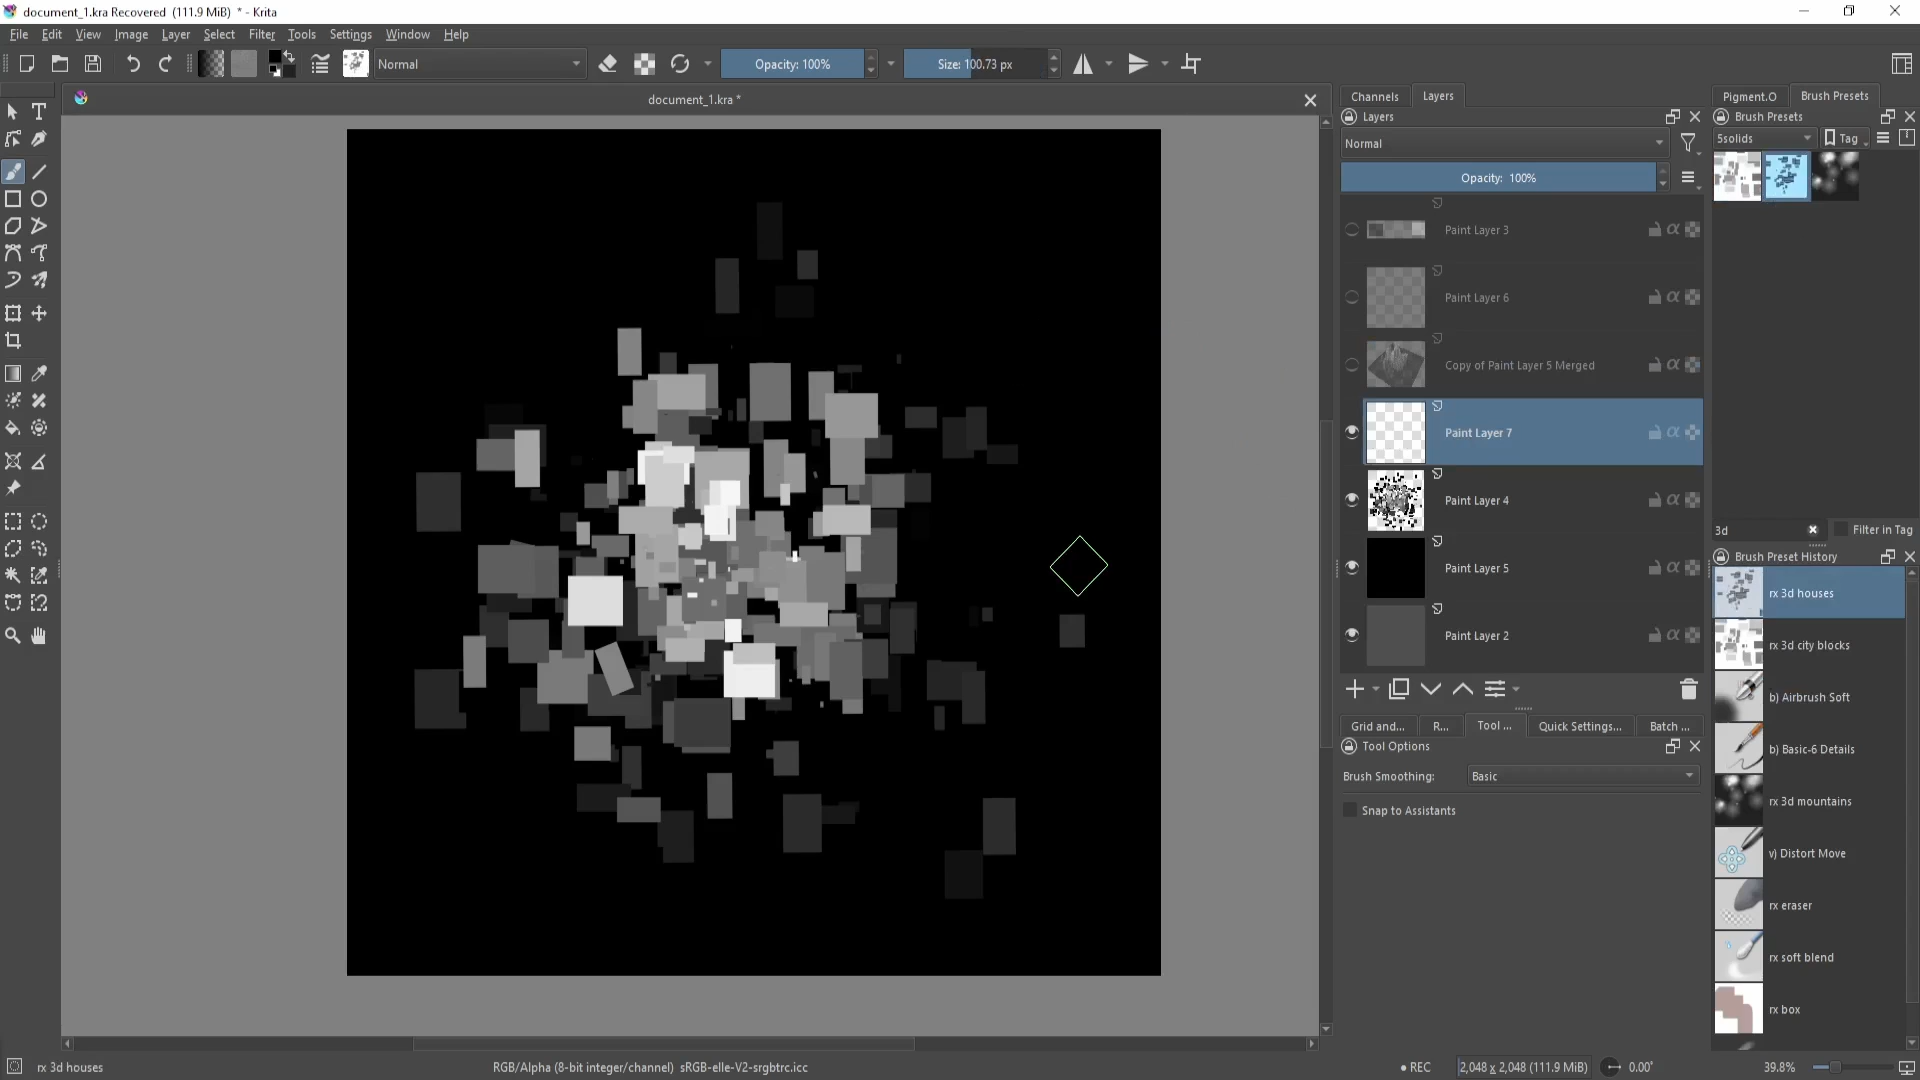 document_1.kra Recovered (111.9 MiB) * - Krita
File Edit View Image Layer Select Filter Tools Settings Window Help
Normal
Opacity: 100%
Size: 100.73 px
document_1.kra *
Channels Layers
Layers
Normal
Opacity: 100%
Paint Layer 3
Paint Layer 6
Copy of Paint Layer 5 Merged
Paint Layer 7
Paint Layer 4
Paint Layer 5
Paint Layer 2
Grid and... R... Tool ... Quick Settings... Batch ...
Tool Options
Brush Smoothing: Basic
Snap to Assistants
Pigment.O Brush Presets
Brush Presets
5solids Tag
3d Filter in Tag
Brush Preset History
rx 3d houses
rx 3d city blocks
b) Airbrush Soft
b) Basic-6 Details
rx 3d mountains
v) Distort Move
rx eraser
rx soft blend
rx box
rx 3d houses
RGB/Alpha (8-bit integer/channel) sRGB-elle-V2-srgbtrc.icc
REC
2,048 x 2,048 (111.9 MiB)
0.00°
39.8%